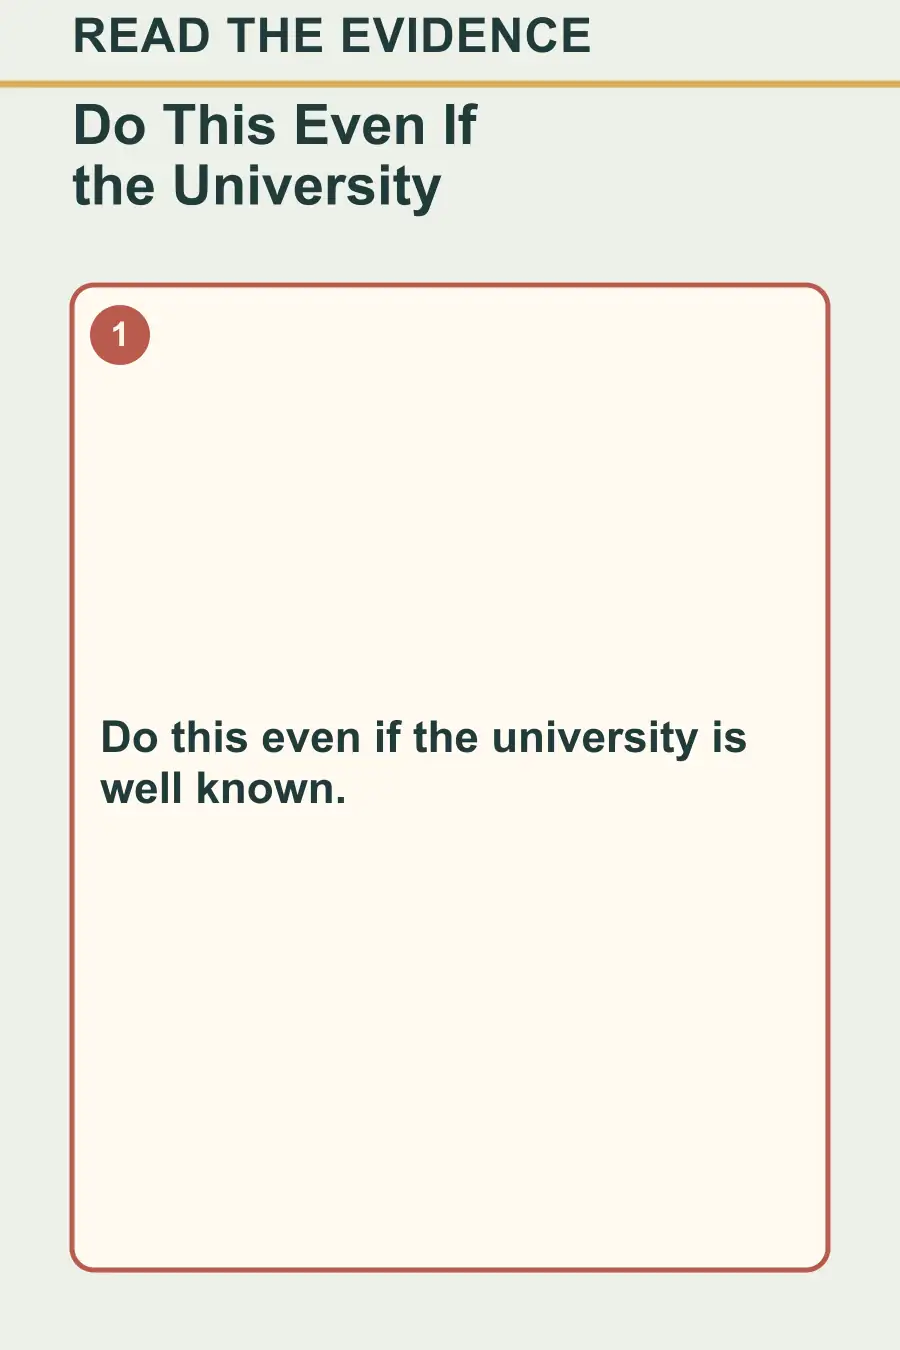 READ THE EVIDENCE
Do This Even If
the University
1
Do this even if the university is
well known.